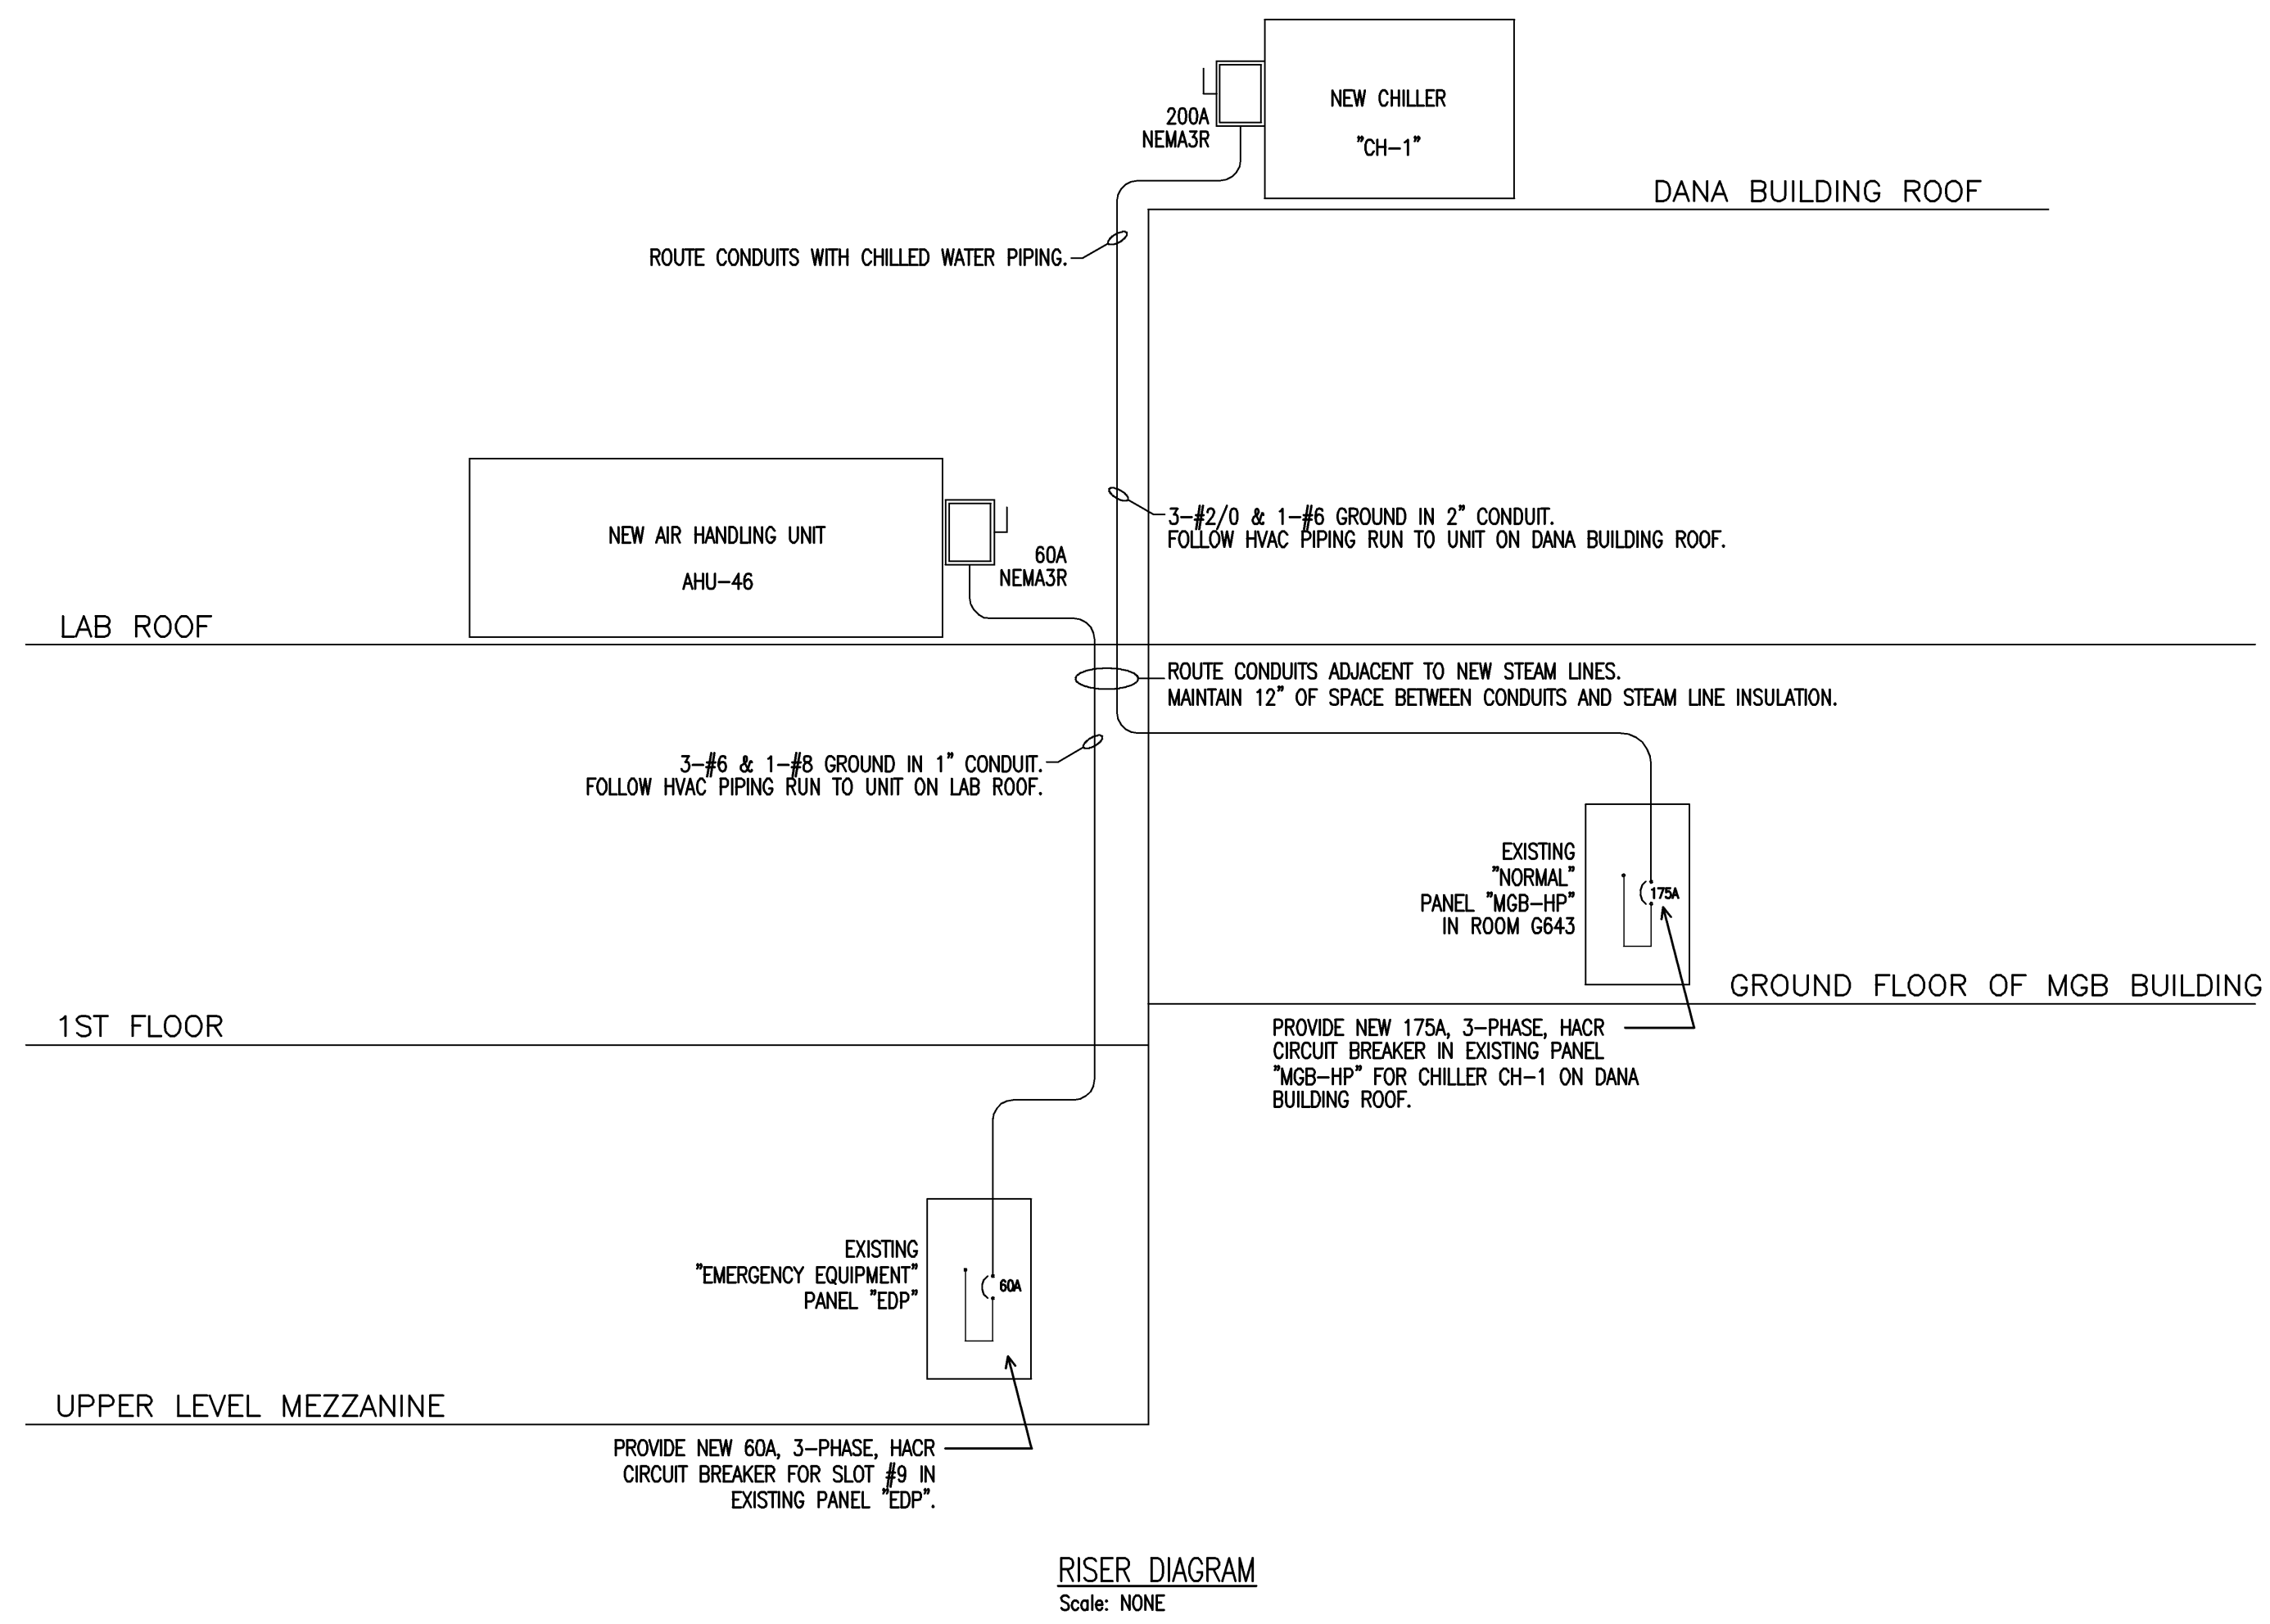 NEW CHILLER
"CH-1"
200A
NEMA3R
DANA BUILDING ROOF
ROUTE CONDUITS WITH CHILLED WATER PIPING.
3-#2/0 & 1-#6 GROUND IN 2" CONDUIT.
FOLLOW HVAC PIPING RUN TO UNIT ON DANA BUILDING ROOF.
NEW AIR HANDLING UNIT
AHU-46
60A
NEMA3R
LAB ROOF
ROUTE CONDUITS ADJACENT TO NEW STEAM LINES.
MAINTAIN 12" OF SPACE BETWEEN CONDUITS AND STEAM LINE INSULATION.
3-#6 & 1-#8 GROUND IN 1" CONDUIT.
FOLLOW HVAC PIPING RUN TO UNIT ON LAB ROOF.
EXISTING
"NORMAL"
PANEL "MGB-HP"
IN ROOM G643
175A
GROUND FLOOR OF MGB BUILDING
1ST FLOOR
PROVIDE NEW 175A, 3-PHASE, HACR
CIRCUIT BREAKER IN EXISTING PANEL
"MGB-HP" FOR CHILLER CH-1 ON DANA
BUILDING ROOF.
EXISTING
"EMERGENCY EQUIPMENT"
PANEL "EDP"
60A
UPPER LEVEL MEZZANINE
PROVIDE NEW 60A, 3-PHASE, HACR
CIRCUIT BREAKER FOR SLOT #9 IN
EXISTING PANEL "EDP".
RISER DIAGRAM
Scale: NONE